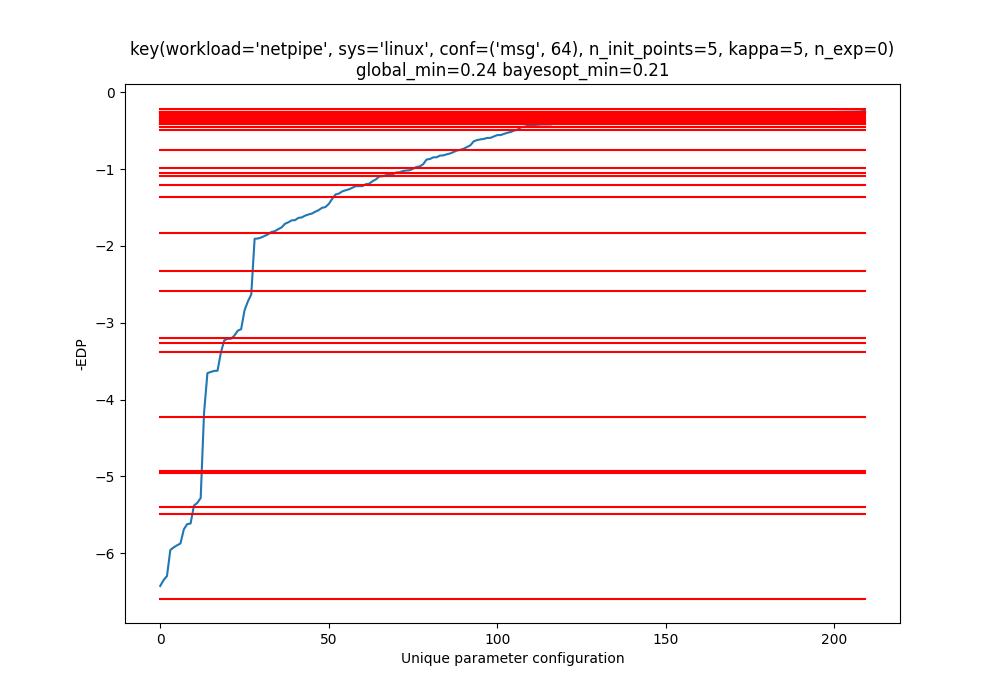 key(workload='netpipe', sys='linux', conf=('msg', 64), n_init_points=5, kappa=5, n_exp=0)
global_min=0.24 bayesopt_min=0.21
0
−1
−2
−3
−4
−5
−6
-EDP
0 50 100 150 200
Unique parameter configuration